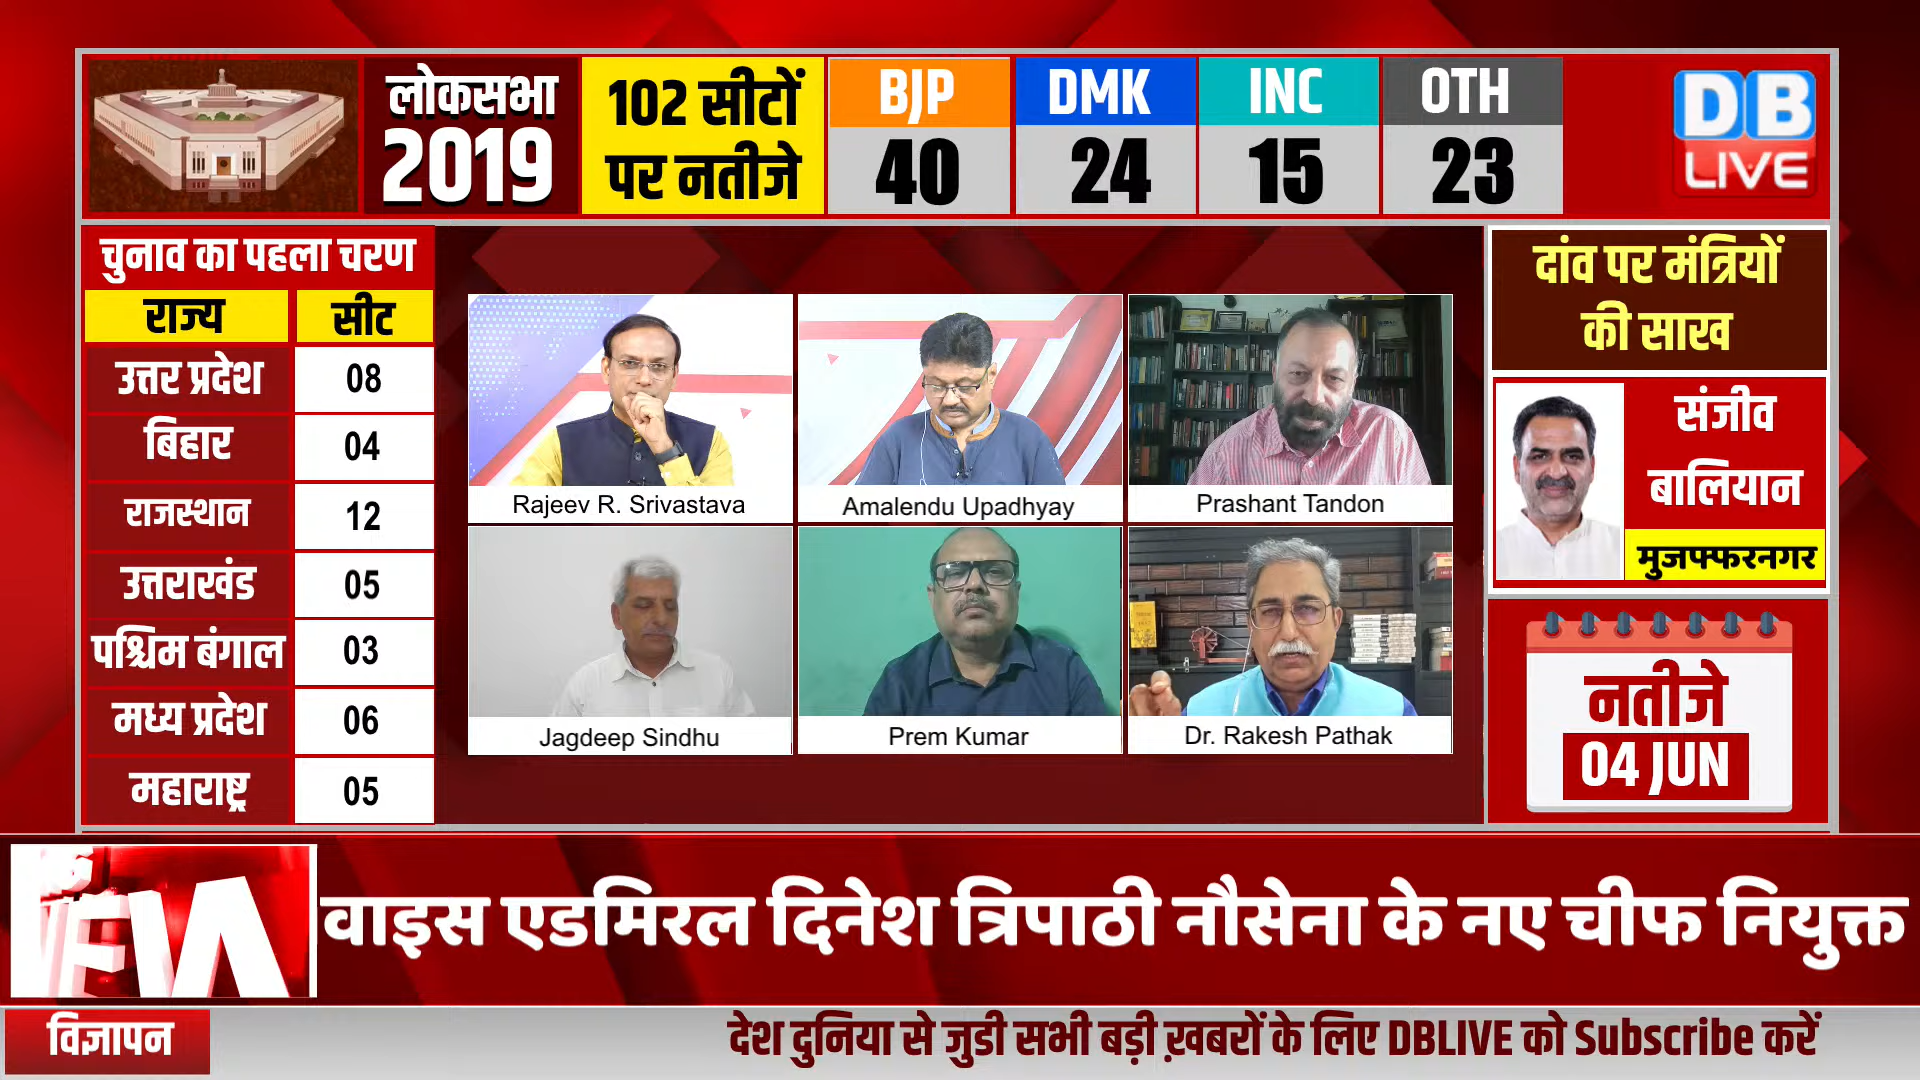 लोकसभा
2019
102 सीटों
पर नतीजे
BJP
40
DMK
24
INC
15
OTH
23
DB
LIVE
चुनाव का पहला चरण
राज्य सीट
उत्तर प्रदेश 08
बिहार 04
राजस्थान 12
उत्तराखंड 05
पश्चिम बंगाल 03
मध्य प्रदेश 06
महाराष्ट्र 05
Rajeev R. Srivastava
Amalendu Upadhyay
Prashant Tandon
Jagdeep Sindhu
Prem Kumar
Dr. Rakesh Pathak
दांव पर मंत्रियों
की साख
संजीव
बालियान
मुजफ्फरनगर
नतीजे
04 JUN
वाइस एडमिरल दिनेश त्रिपाठी नौसेना के नए चीफ नियुक्त
विज्ञापन
देश दुनिया से जुडी सभी बड़ी ख़बरों के लिए DBLIVE को Subscribe करें